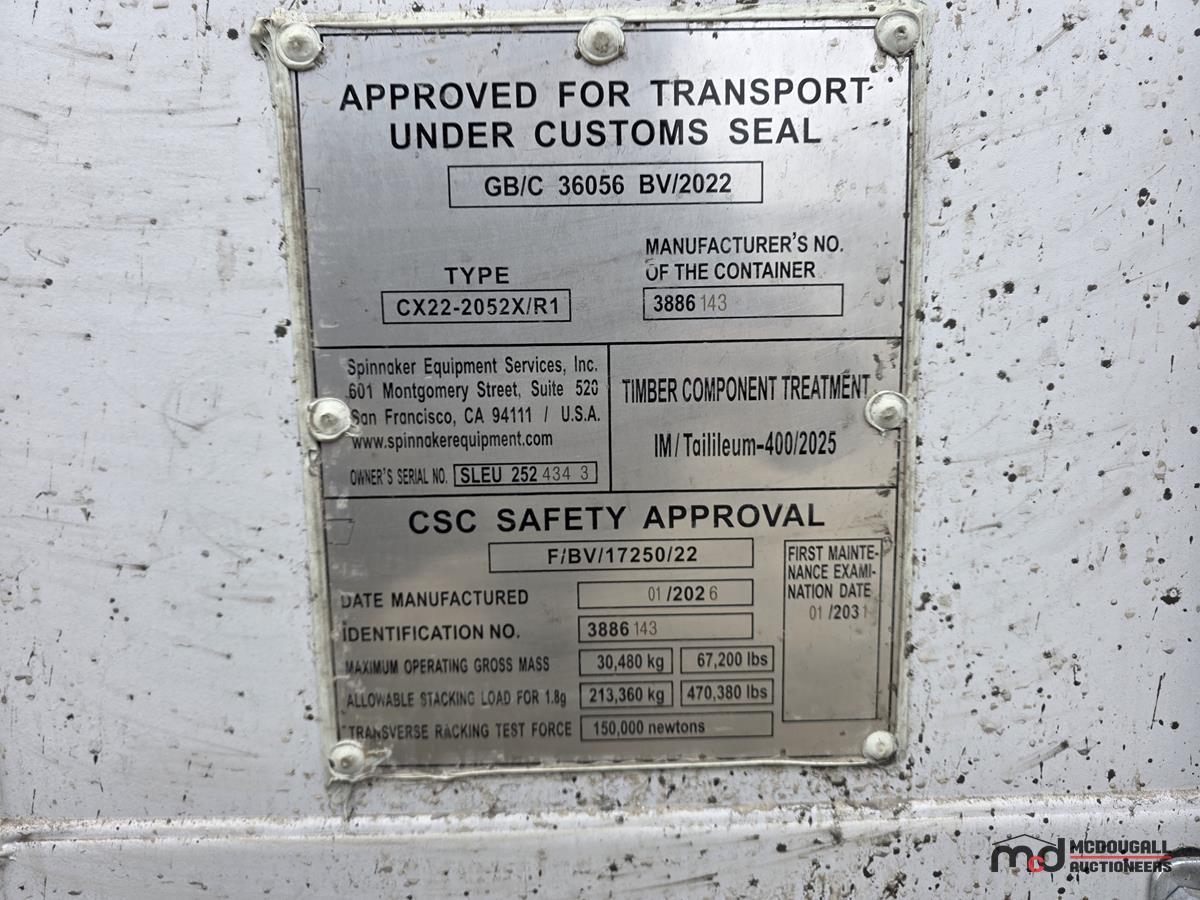 APPROVED FOR TRANSPORT
UNDER CUSTOMS SEAL
GB/C 36056 BV/2022
TYPE
CX22-2052X/R1
MANUFACTURER'S NO.
OF THE CONTAINER
3886 143
Spinnaker Equipment Services, Inc.
601 Montgomery Street, Suite 520
San Francisco, CA 94111 / U.S.A.
www.spinnakerequipment.com
OWNER'S SERIAL NO. SLEU 252 434 3
TIMBER COMPONENT TREATMENT
IM/Tailileum-400/2025
CSC SAFETY APPROVAL
F/BV/17250/22
DATE MANUFACTURED 01/2026
IDENTIFICATION NO. 3886 143
MAXIMUM OPERATING GROSS MASS 30,480 kg 67,200 lbs
ALLOWABLE STACKING LOAD FOR 1.8g 213,360 kg 470,380 lbs
TRANSVERSE RACKING TEST FORCE 150,000 newtons
FIRST MAINTE-
NANCE EXAMI-
NATION DATE
01/2031
mcd MCDOUGALL
AUCTIONEERS